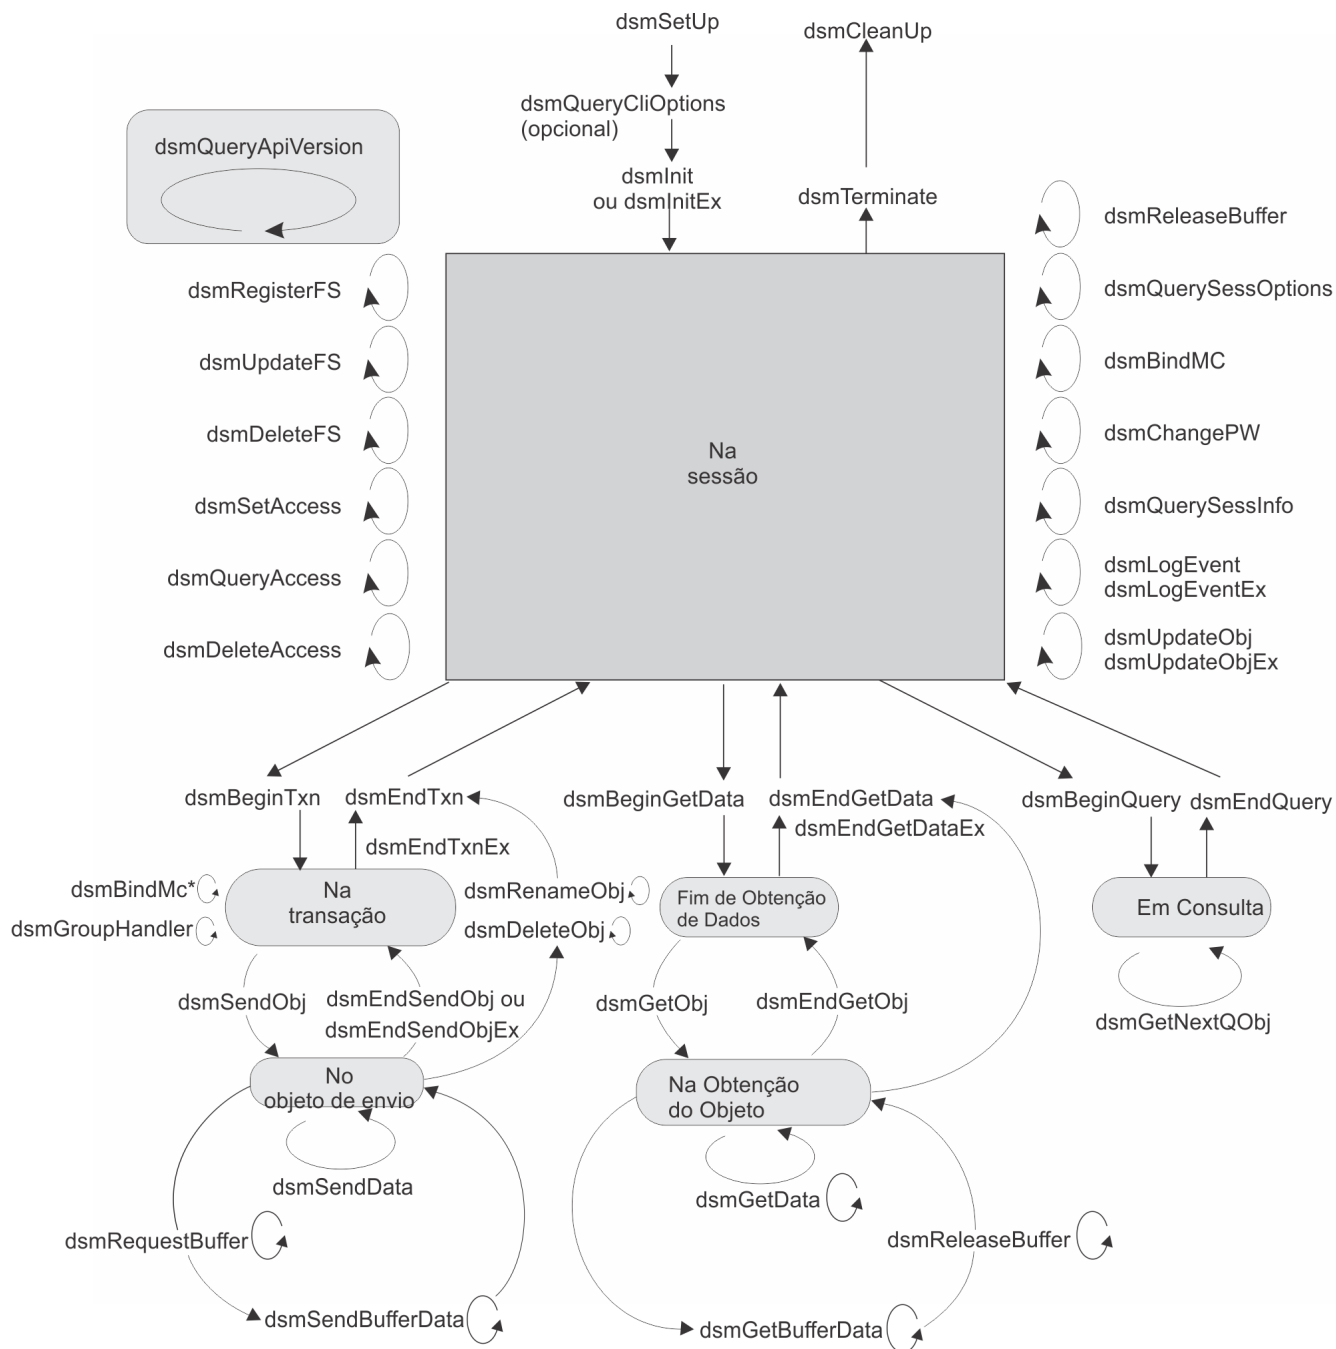 dsmSetUp
dsmCleanUp
dsmQueryCliOptions
(opcional)
dsmQueryApiVersion
dsmInit
ou dsmInitEx
dsmTerminate
dsmReleaseBuffer
dsmRegisterFS
dsmQuerySessOptions
dsmUpdateFS
dsmBindMC
dsmDeleteFS
dsmChangePW
Na
sessão
dsmSetAccess
dsmQuerySessInfo
dsmQueryAccess
dsmLogEvent
dsmLogEventEx
dsmDeleteAccess
dsmUpdateObj
dsmUpdateObjEx
dsmBeginTxn
dsmEndTxn
dsmBeginGetData
dsmEndGetData
dsmBeginQuery
dsmEndQuery
dsmEndTxnEx
dsmEndGetDataEx
dsmBindMc*
Na
transação
dsmRenameObj
Fim de Obtenção
de Dados
Em Consulta
dsmGroupHandler
dsmDeleteObj
dsmSendObj
dsmEndSendObj ou
dsmEndSendObjEx
dsmGetObj
dsmEndGetObj
dsmGetNextQObj
No
objeto de envio
Na Obtenção
do Objeto
dsmSendData
dsmGetData
dsmRequestBuffer
dsmReleaseBuffer
dsmSendBufferData
dsmGetBufferData